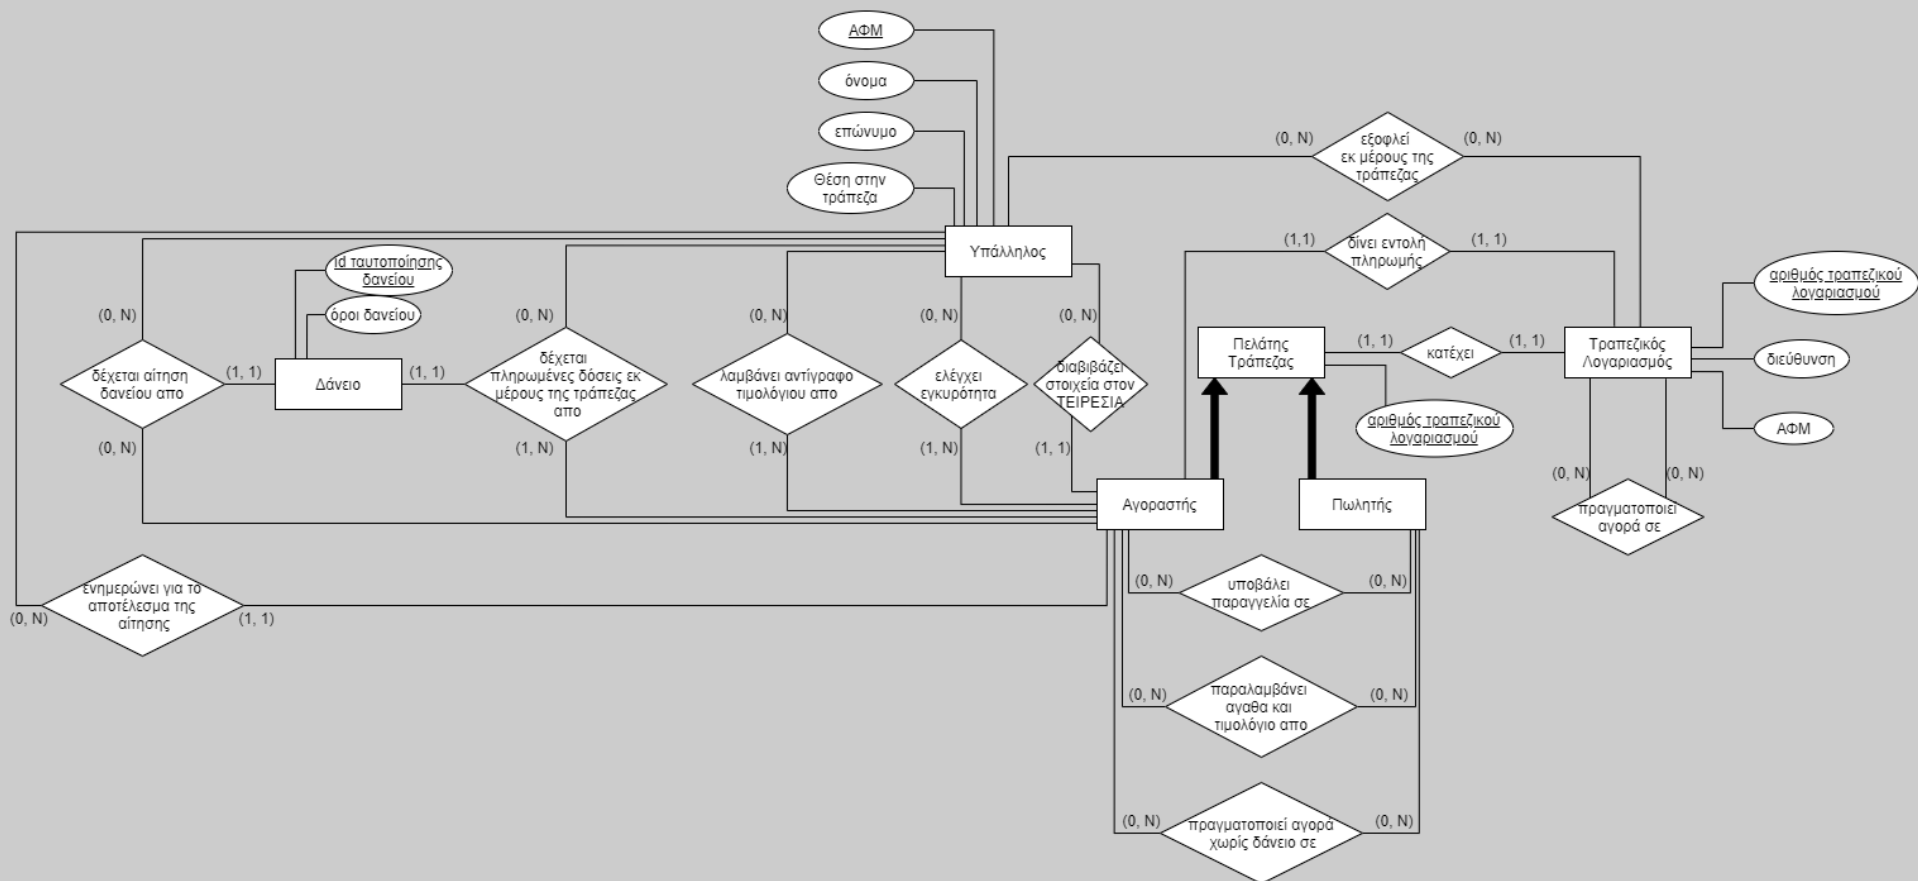 ΑΦΜ
όνομα
επώνυμο
Θέση στην
τράπεζα
Υπάλληλος
(0, N)
εξοφλεί
εκ μέρους της
τράπεζας
(0, N)
(1,1)
δίνει εντολή
πληρωμής
(1, 1)
Id ταυτοποίησης
δανείου
όροι δανείου
αριθμός τραπεζικού
λογαριασμού
διεύθυνση
ΑΦΜ
(0, N)
(0, N)
(0, N)
(0, N)
(0, N)
δέχεται αίτηση
δανείου απο
(1, 1)
Δάνειο
(1, 1)
δέχεται
πληρωμένες δόσεις εκ
μέρους της τράπεζας
απο
λαμβάνει αντίγραφο
τιμολόγιου απο
ελέγχει
εγκυρότητα
διαβιβάζει
στοιχεία στον
ΤΕΙΡΕΣΙΑ
Πελάτης
Τράπεζας
(1, 1)
κατέχει
(1, 1)
Τραπεζικός
Λογαριασμός
αριθμός τραπεζικού
λογαριασμού
(0, N)
(1, N)
(1, N)
(1, N)
(1, 1)
(0, N)
(0, N)
πραγματοποιεί
αγορά σε
Αγοραστής
Πωλητής
(0, N)
ενημερώνει για το
αποτέλεσμα της
αίτησης
(1, 1)
(0, N)
υποβάλει
παραγγελία σε
(0, N)
(0, N)
παραλαμβάνει
αγαθα και
τιμολόγιο απο
(0, N)
(0, N)
πραγματοποιεί αγορά
χωρίς δάνειο σε
(0, N)